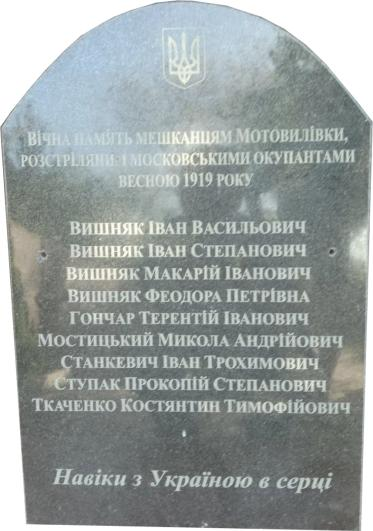 Вічна память мешканцям Мотовилівки,
розстріляним московськими окупантами
весною 1919 року
Вишняк Іван Васильович
Вишняк Іван Степанович
Вишняк Макарій Іванович
Вишняк Феодора Петрівна
Гончар Терентій Іванович
Мостицький Микола Андрійович
Станкевич Іван Трохимович
Ступак Прокопій Степанович
Ткаченко Костянтин Тимофійович
Навіки з Україною в серці